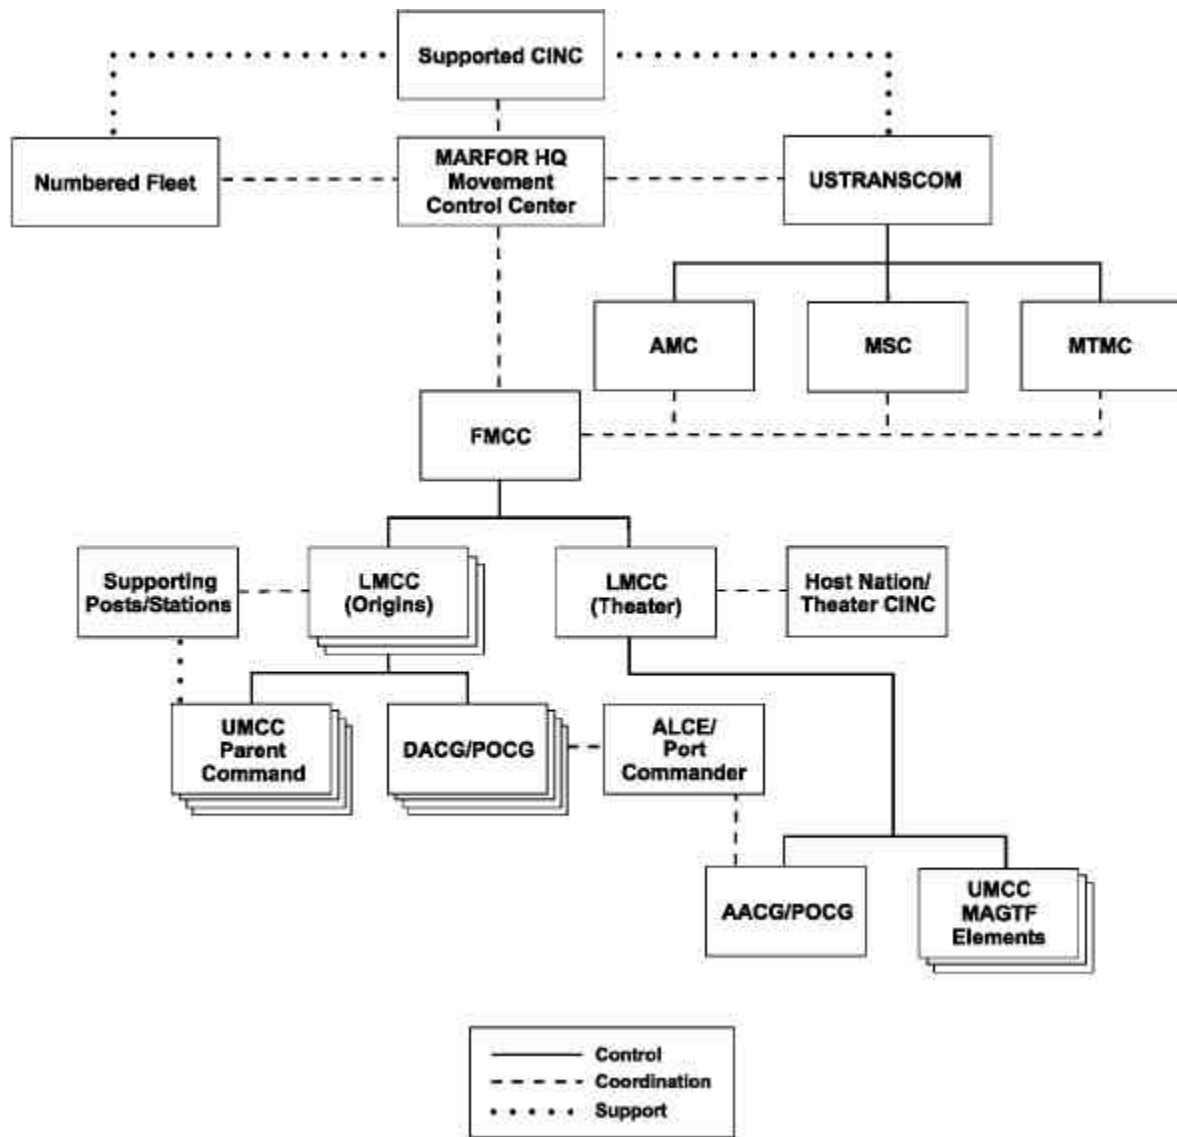 Supported CINC
Numbered Fleet
MARFOR HQ
Movement
Control Center
USTRANSCOM
AMC
MSC
MTMC
FMCC
Supporting
Posts/Stations
LMCC
(Origins)
LMCC
(Theater)
Host Nation/
Theater CINC
UMCC
Parent
Command
DACG/POCG
ALCE/
Port
Commander
AACG/POCG
UMCC
MAGTF
Elements
Control
Coordination
Support